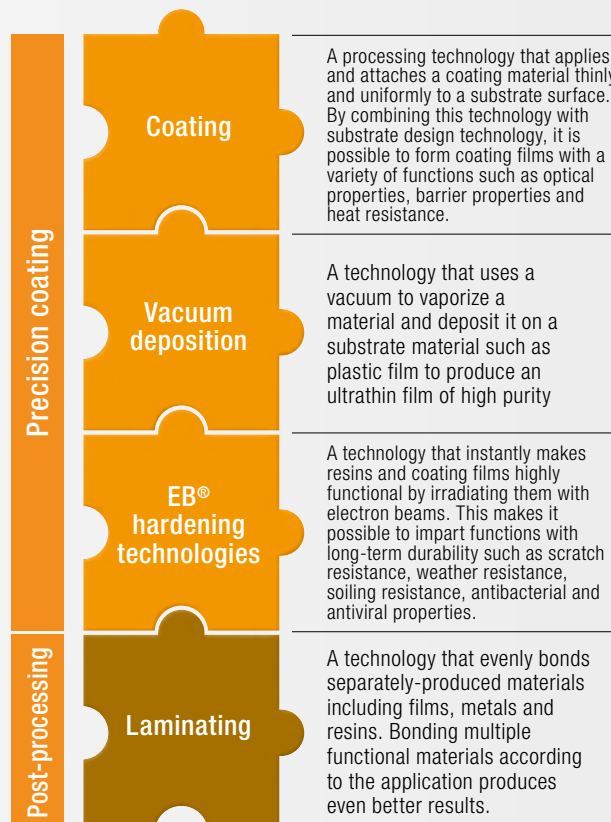 Precision coating
Coating
A processing technology that applies
and attaches a coating material thinly
and uniformly to a substrate surface.
By combining this technology with
substrate design technology, it is
possible to form coating films with a
variety of functions such as optical
properties, barrier properties and
heat resistance.
Vacuum
deposition
A technology that uses a
vacuum to vaporize a
material and deposit it on a
substrate material such as
plastic film to produce an
ultrathin film of high purity
EB®
hardening
technologies
A technology that instantly makes
resins and coating films highly
functional by irradiating them with
electron beams. This makes it
possible to impart functions with
long-term durability such as scratch
resistance, weather resistance,
soiling resistance, antibacterial and
antiviral properties.
Post-processing
Laminating
A technology that evenly bonds
separately-produced materials
including films, metals and
resins. Bonding multiple
functional materials according
to the application produces
even better results.